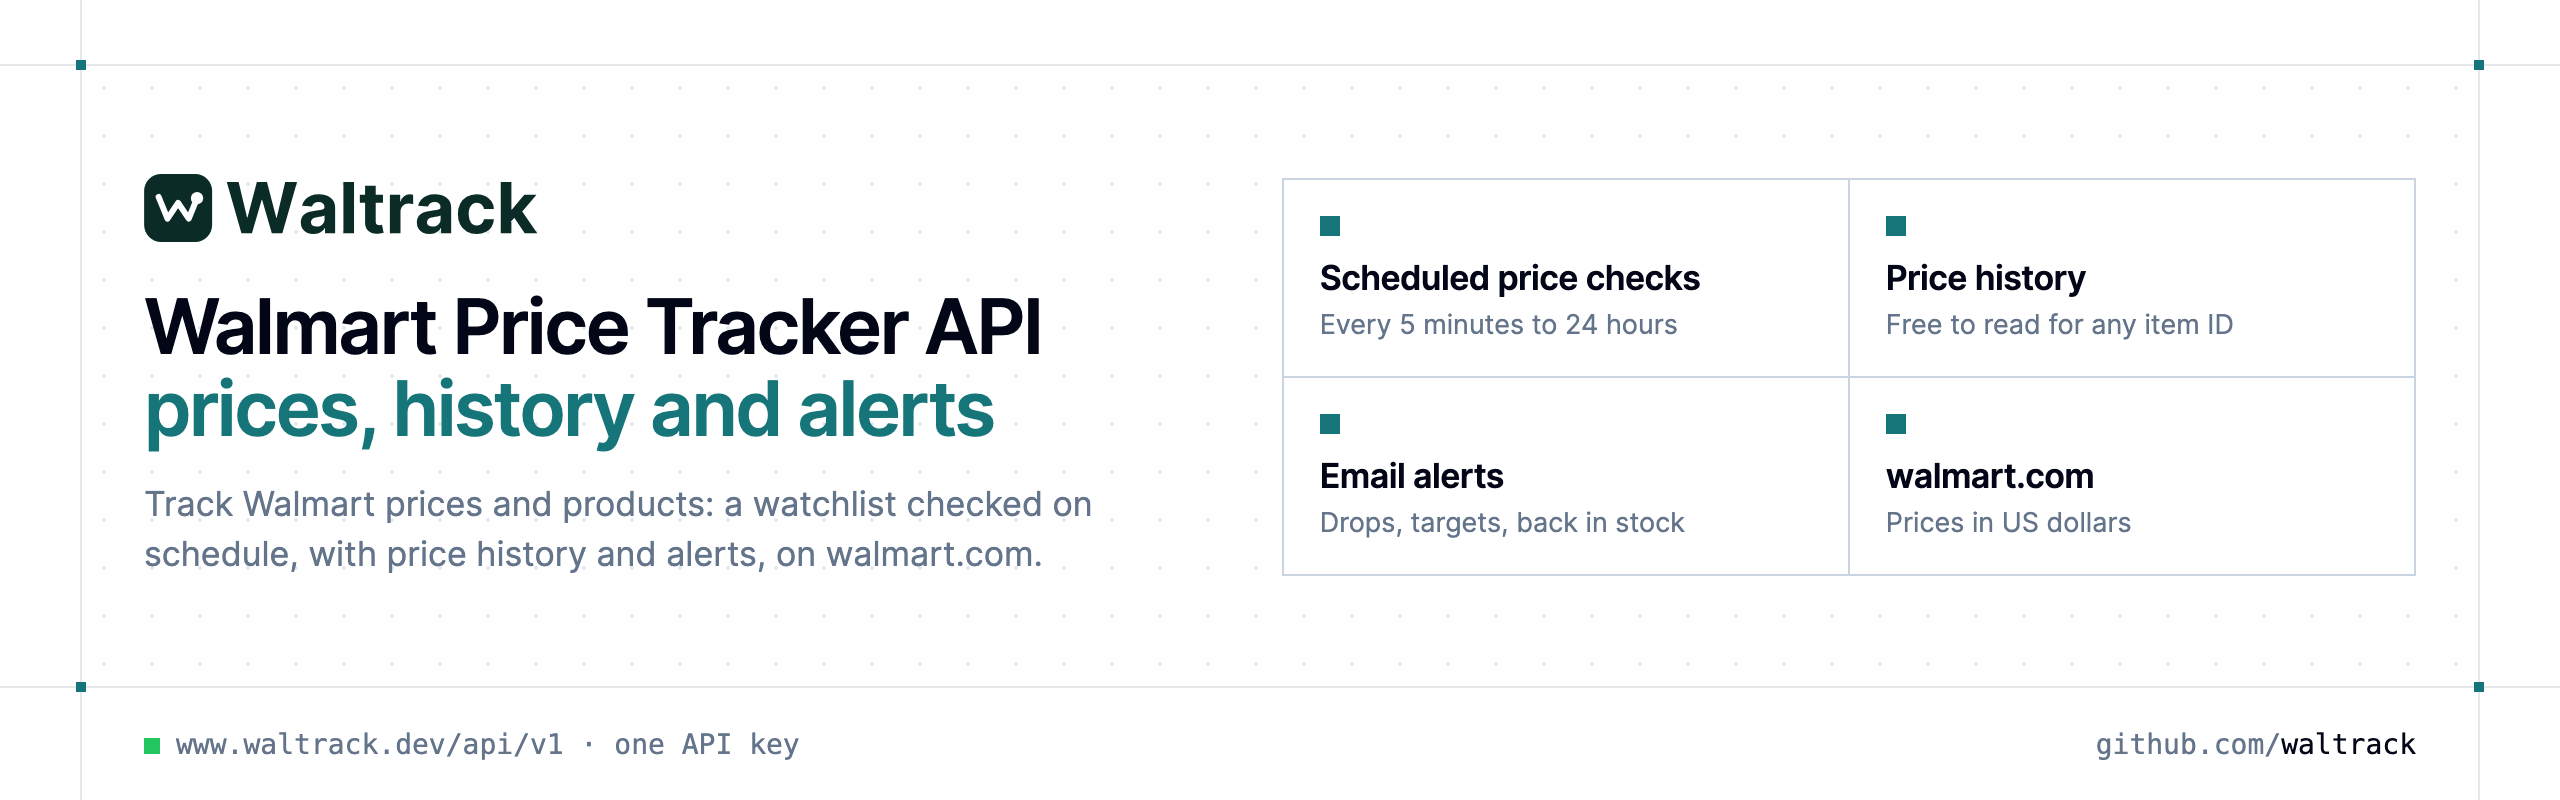 Waltrack
Walmart Price Tracker API
prices, history and alerts
Track Walmart prices and products: a watchlist checked on
schedule, with price history and alerts, on walmart.com.
Scheduled price checks
Every 5 minutes to 24 hours
Price history
Free to read for any item ID
Email alerts
Drops, targets, back in stock
walmart.com
Prices in US dollars
www.waltrack.dev/api/v1 · one API key
github.com/waltrack